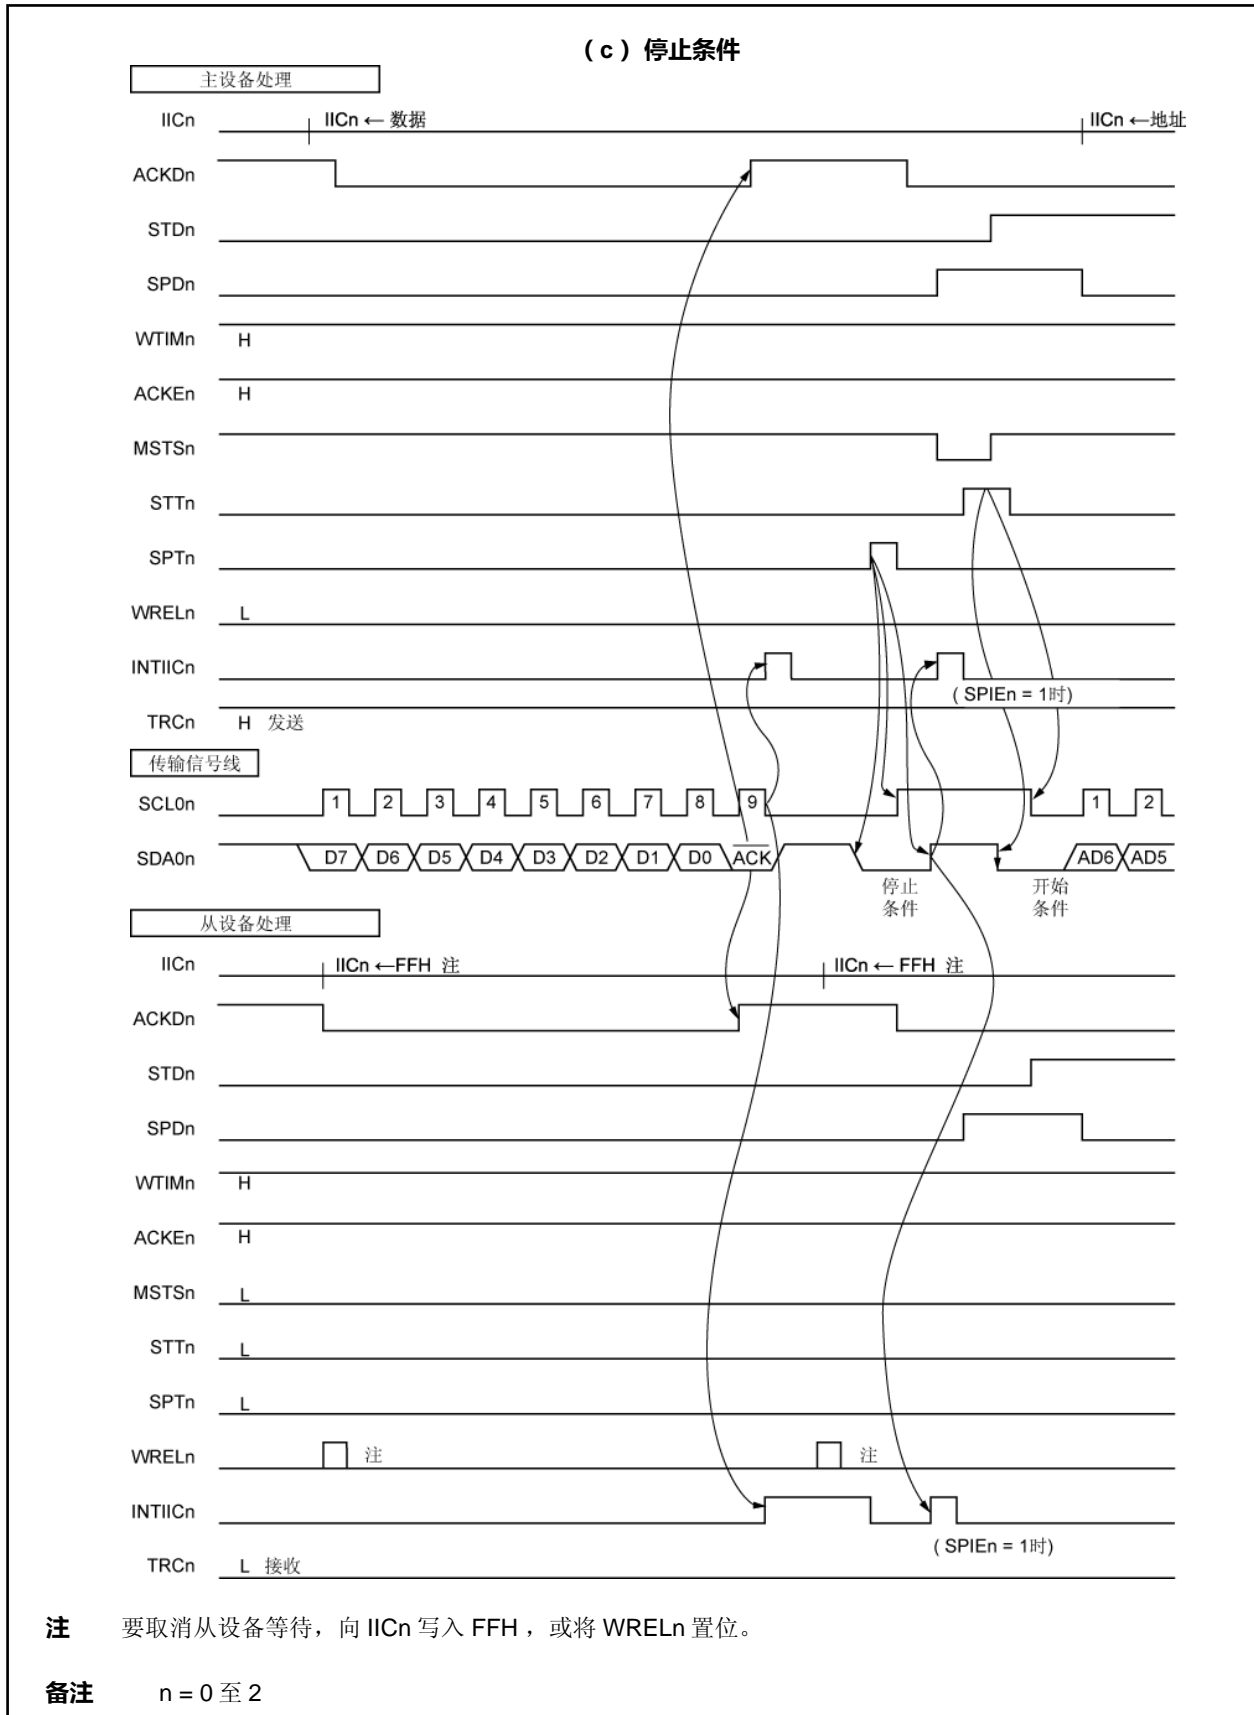 （c）停止条件
主设备处理
IICn IICn ← 数据 IICn ←地址
ACKDn
STDn
SPDn
WTIMn H
ACKEn H
MSTSn
STTn
SPTn
WRELn L
INTIICn
( SPIEn = 1时)
TRCn H 发送
传输信号线
SCL0n 1 2 3 4 5 6 7 8 9 1 2
SDA0n D7 D6 D5 D4 D3 D2 D1 D0 ACK AD6 AD5
停止 开始
条件 条件
从设备处理
IICn IICn ←FFH 注 IICn ← FFH 注
ACKDn
STDn
SPDn
WTIMn H
ACKEn H
MSTSn L
STTn L
SPTn L
WRELn 注 注
INTIICn
( SPIEn = 1时)
TRCn L 接收
注 要取消从设备等待，向 IICn 写入 FFH ，或将 WRELn 置位。
备注 n = 0 至 2